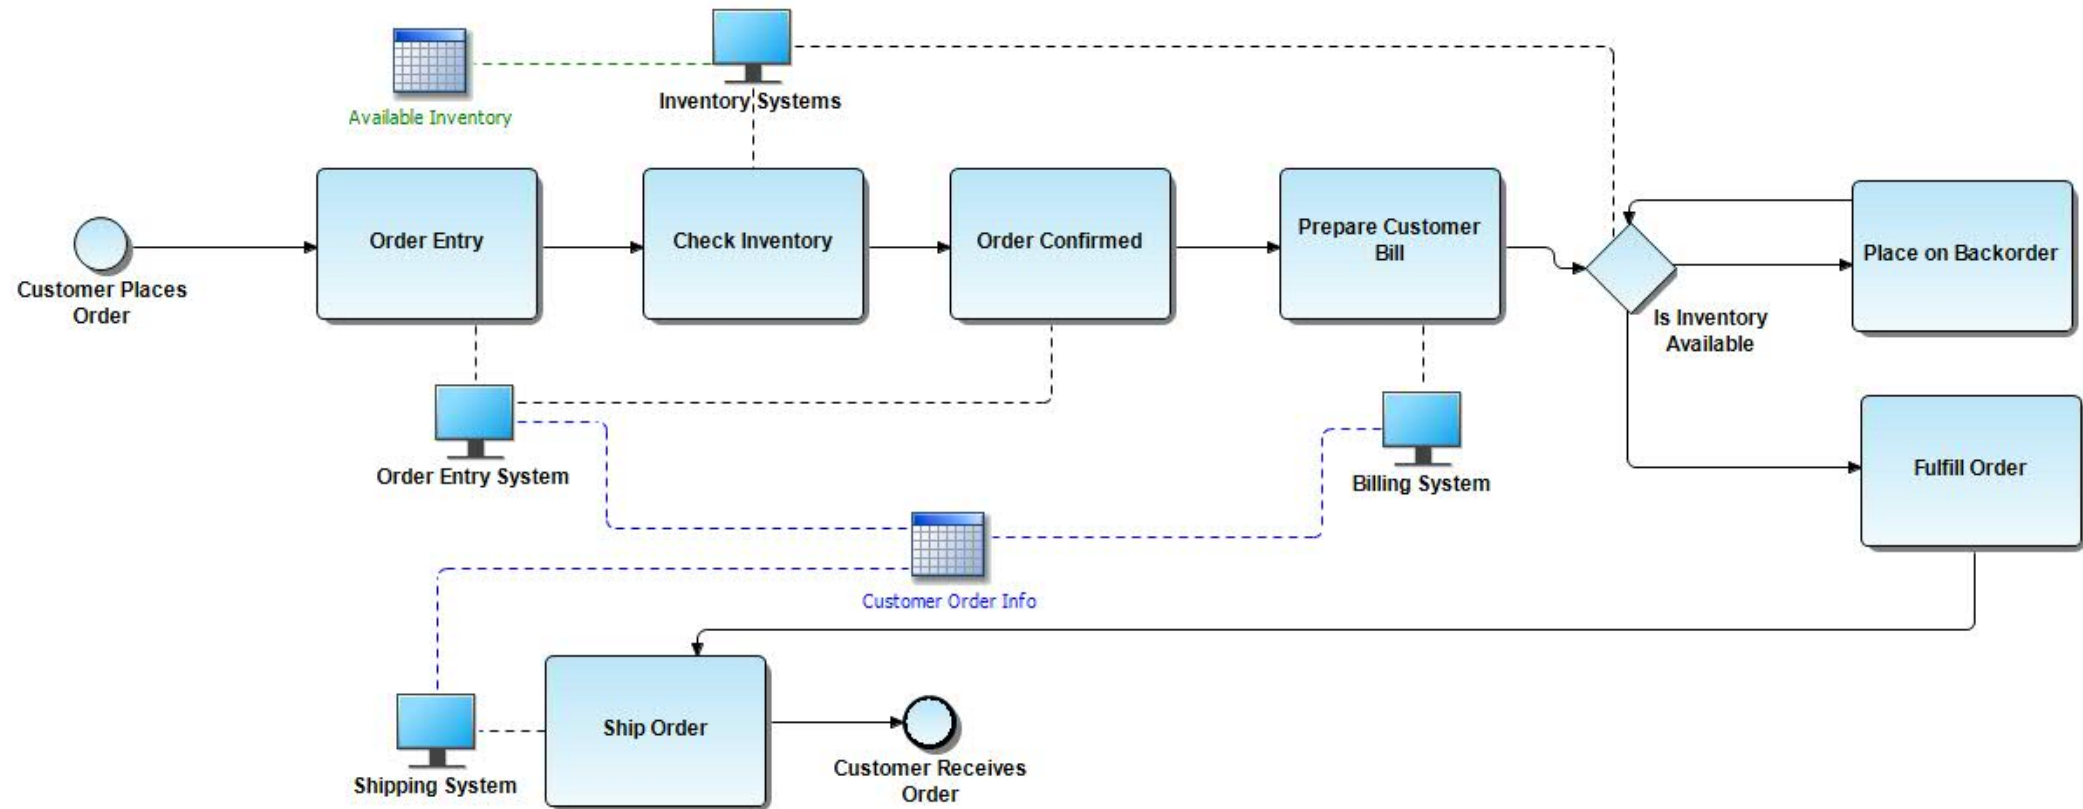 Available Inventory
Inventory Systems
Customer Places
Order
Order Entry
Check Inventory
Order Confirmed
Prepare Customer
Bill
Is Inventory
Available
Place on Backorder
Fulfill Order
Order Entry System
Billing System
Customer Order Info
Shipping System
Ship Order
Customer Receives
Order